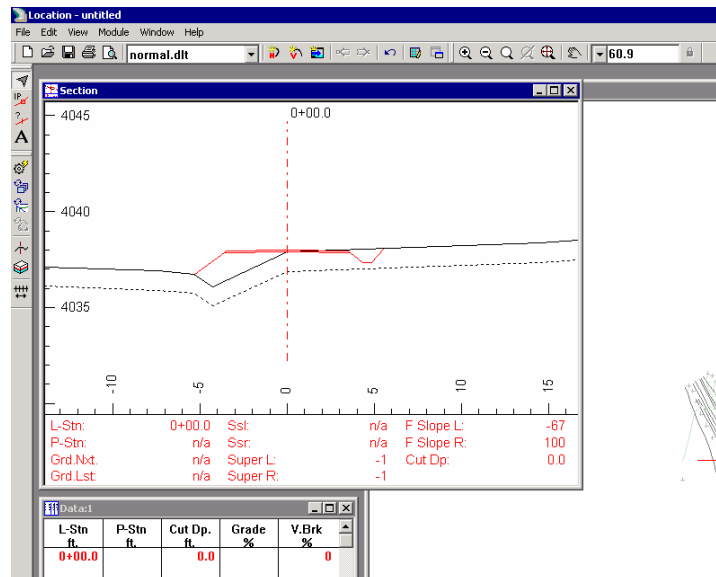 Location - untitled
File Edit View Module Window Help
normal.dlt 60.9
IP
?
A
Section
0+00.0
4045
4040
4035
-10 -5 0 5 10 15
L-Stn: 0+00.0 Ssl: n/a F Slope L: -67
P-Stn: n/a Ssr: n/a F Slope R: 100
Grd.Nxt: n/a Super L: -1 Cut Dp: 0.0
Grd.Lst: n/a Super R: -1
Data:1
L-Stn P-Stn Cut Dp. Grade V.Brk
ft. ft. ft. % %
0+00.0 0.0 0